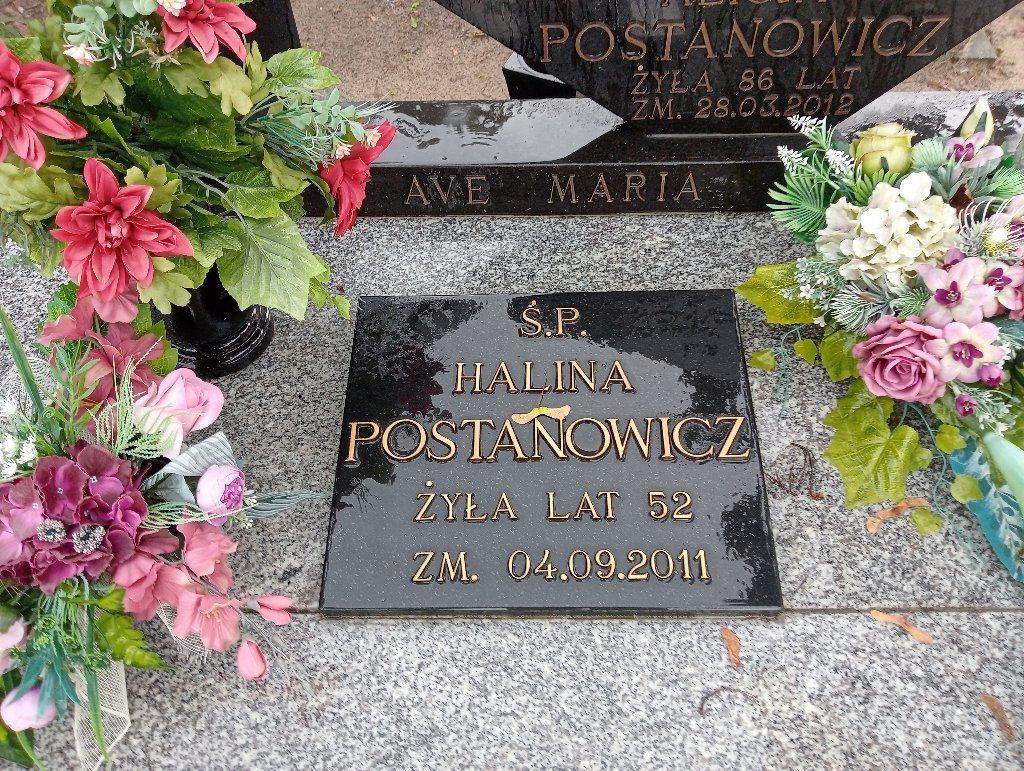 POSTANOWICZ
ŻYŁA 86 LAT
ZM. 28.03.2012
AVE MARIA
Ś.P.
HALINA
POSTANOWICZ
ŻYŁA LAT 52
ZM. 04.09.2011